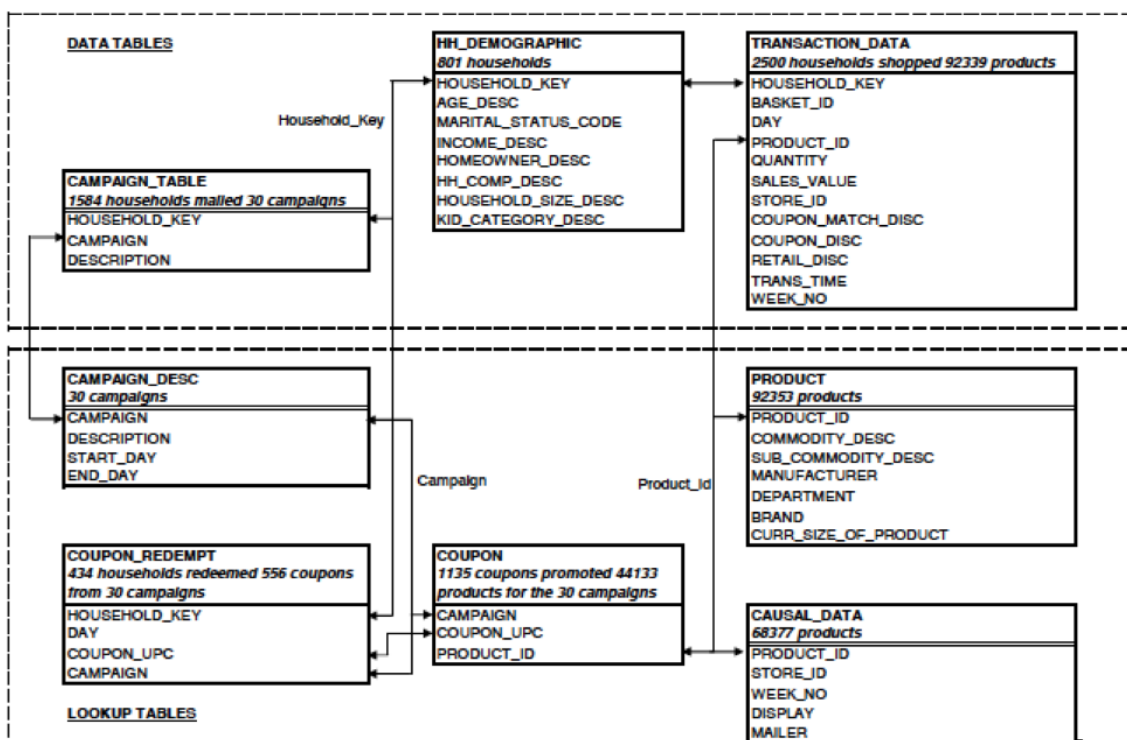 DATA TABLES
HH_DEMOGRAPHIC
801 households
HOUSEHOLD_KEY
AGE_DESC
MARITAL_STATUS_CODE
INCOME_DESC
HOMEOWNER_DESC
HH_COMP_DESC
HOUSEHOLD_SIZE_DESC
KID_CATEGORY_DESC
TRANSACTION_DATA
2500 households shopped 92339 products
HOUSEHOLD_KEY
BASKET_ID
DAY
PRODUCT_ID
QUANTITY
SALES_VALUE
STORE_ID
COUPON_MATCH_DISC
COUPON_DISC
RETAIL_DISC
TRANS_TIME
WEEK_NO
Household_Key
CAMPAIGN_TABLE
1584 households mailed 30 campaigns
HOUSEHOLD_KEY
CAMPAIGN
DESCRIPTION
CAMPAIGN_DESC
30 campaigns
CAMPAIGN
DESCRIPTION
START_DAY
END_DAY
Campaign
Product_Id
PRODUCT
92353 products
PRODUCT_ID
COMMODITY_DESC
SUB_COMMODITY_DESC
MANUFACTURER
DEPARTMENT
BRAND
CURR_SIZE_OF_PRODUCT
COUPON_REDEMPT
434 households redeemed 556 coupons
from 30 campaigns
HOUSEHOLD_KEY
DAY
COUPON_UPC
CAMPAIGN
COUPON
1135 coupons promoted 44133
products for the 30 campaigns
CAMPAIGN
COUPON_UPC
PRODUCT_ID
CAUSAL_DATA
68377 products
PRODUCT_ID
STORE_ID
WEEK_NO
DISPLAY
MAILER
LOOKUP TABLES